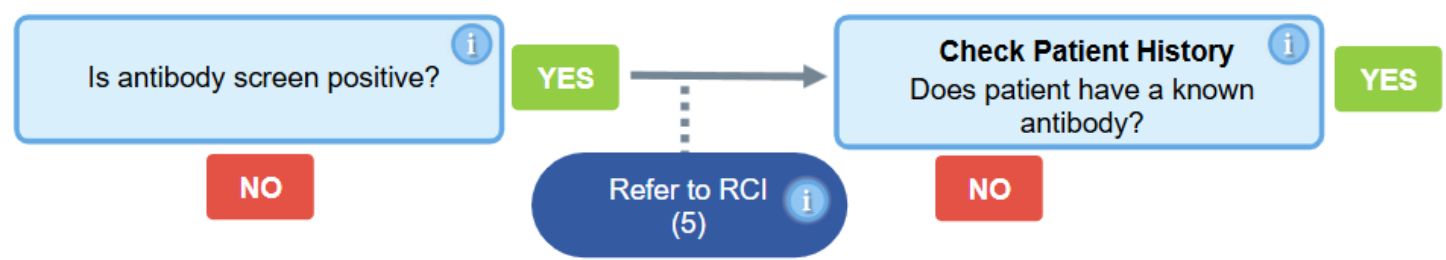 Is antibody screen positive?
YES
NO
Refer to RCI
(5)
Check Patient History
Does patient have a known
antibody?
YES
NO